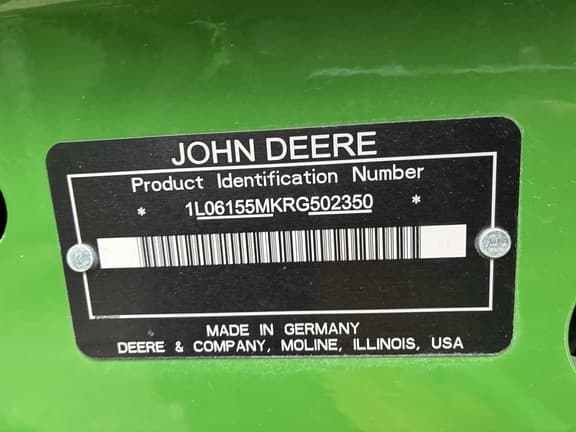 JOHN DEERE
Product Identification Number
* 1L06155MKRG502350 *
MADE IN GERMANY
DEERE & COMPANY, MOLINE, ILLINOIS, USA